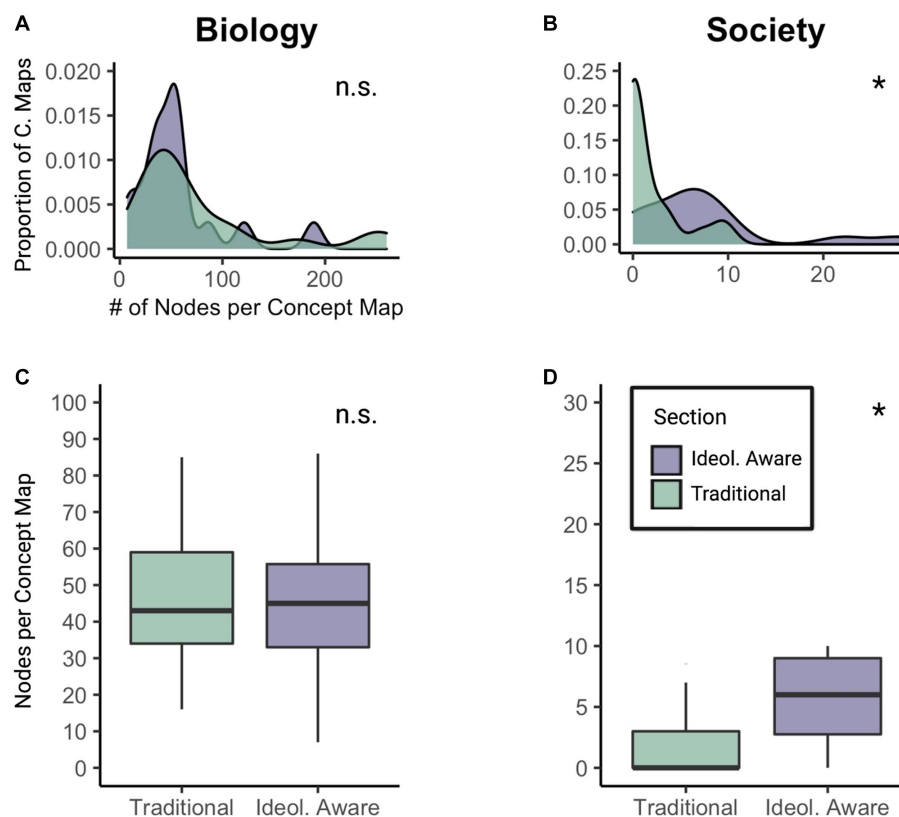 A
Biology
Proportion of C. Maps
0.020
0.015
0.010
0.005
0.000
n.s.
0
100
200
# of Nodes per Concept Map
B
Society
0.25
0.20
0.15
0.10
0.05
0.00
*
0
10
20
C
Nodes per Concept Map
100
90
80
70
60
50
40
30
20
10
0
n.s.
Traditional
Ideol. Aware
D
30
25
20
15
10
5
0
Section
Ideol. Aware
Traditional
*
Traditional
Ideol. Aware